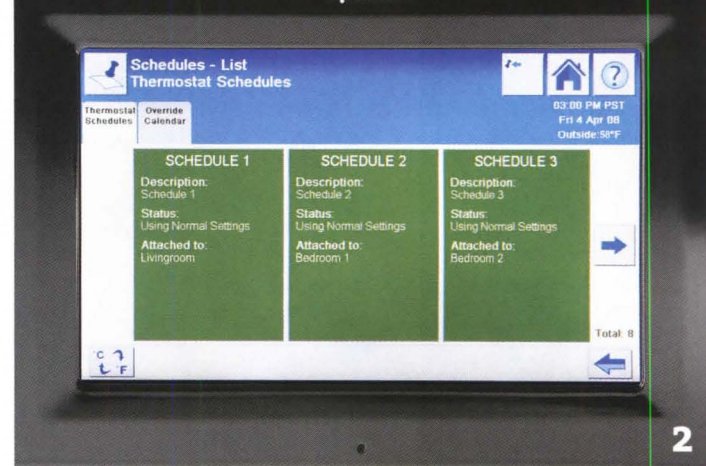 Schedules - List
Thermostat Schedules
03:00 PM PST
Fri 4 Apr 08
Outside:58°F
Thermostat
Schedules
Override
Calendar
SCHEDULE 1
Description:
Schedule 1
Status:
Using Normal Settings
Attached to:
Livingroom
SCHEDULE 2
Description:
Schedule 2
Status:
Using Normal Settings
Attached to:
Bedroom 1
SCHEDULE 3
Description:
Schedule 3
Status:
Using Normal Settings
Attached to:
Bedroom 2
Total: 8
°C
°F
2